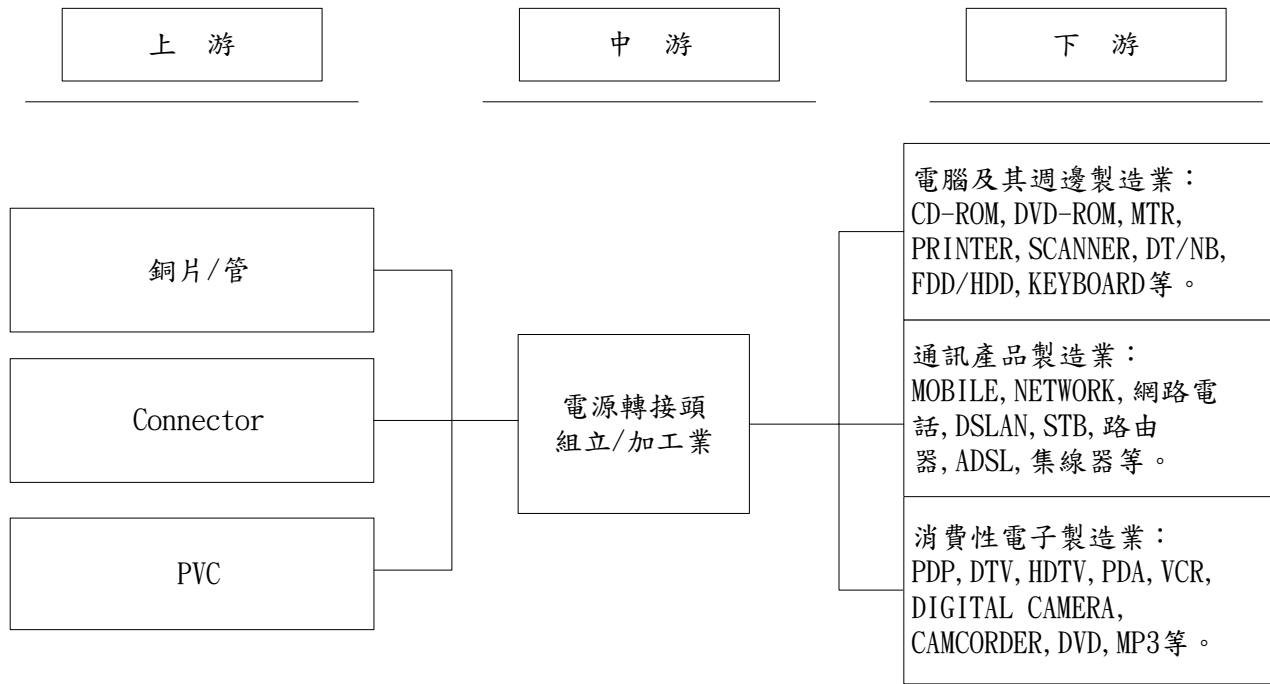 上 游
中 游
下 游
銅片/管
Connector
PVC
電源轉接頭
組立/加工業
電腦及其週邊製造業：
CD-ROM, DVD-ROM, MTR,
PRINTER, SCANNER, DT/NB,
FDD/HDD, KEYBOARD等。
通訊產品製造業：
MOBILE, NETWORK, 網路電
話, DSLAN, STB, 路由
器, ADSL, 集線器等。
消費性電子製造業：
PDP, DTV, HDTV, PDA, VCR,
DIGITAL CAMERA,
CAMCORDER, DVD, MP3等。